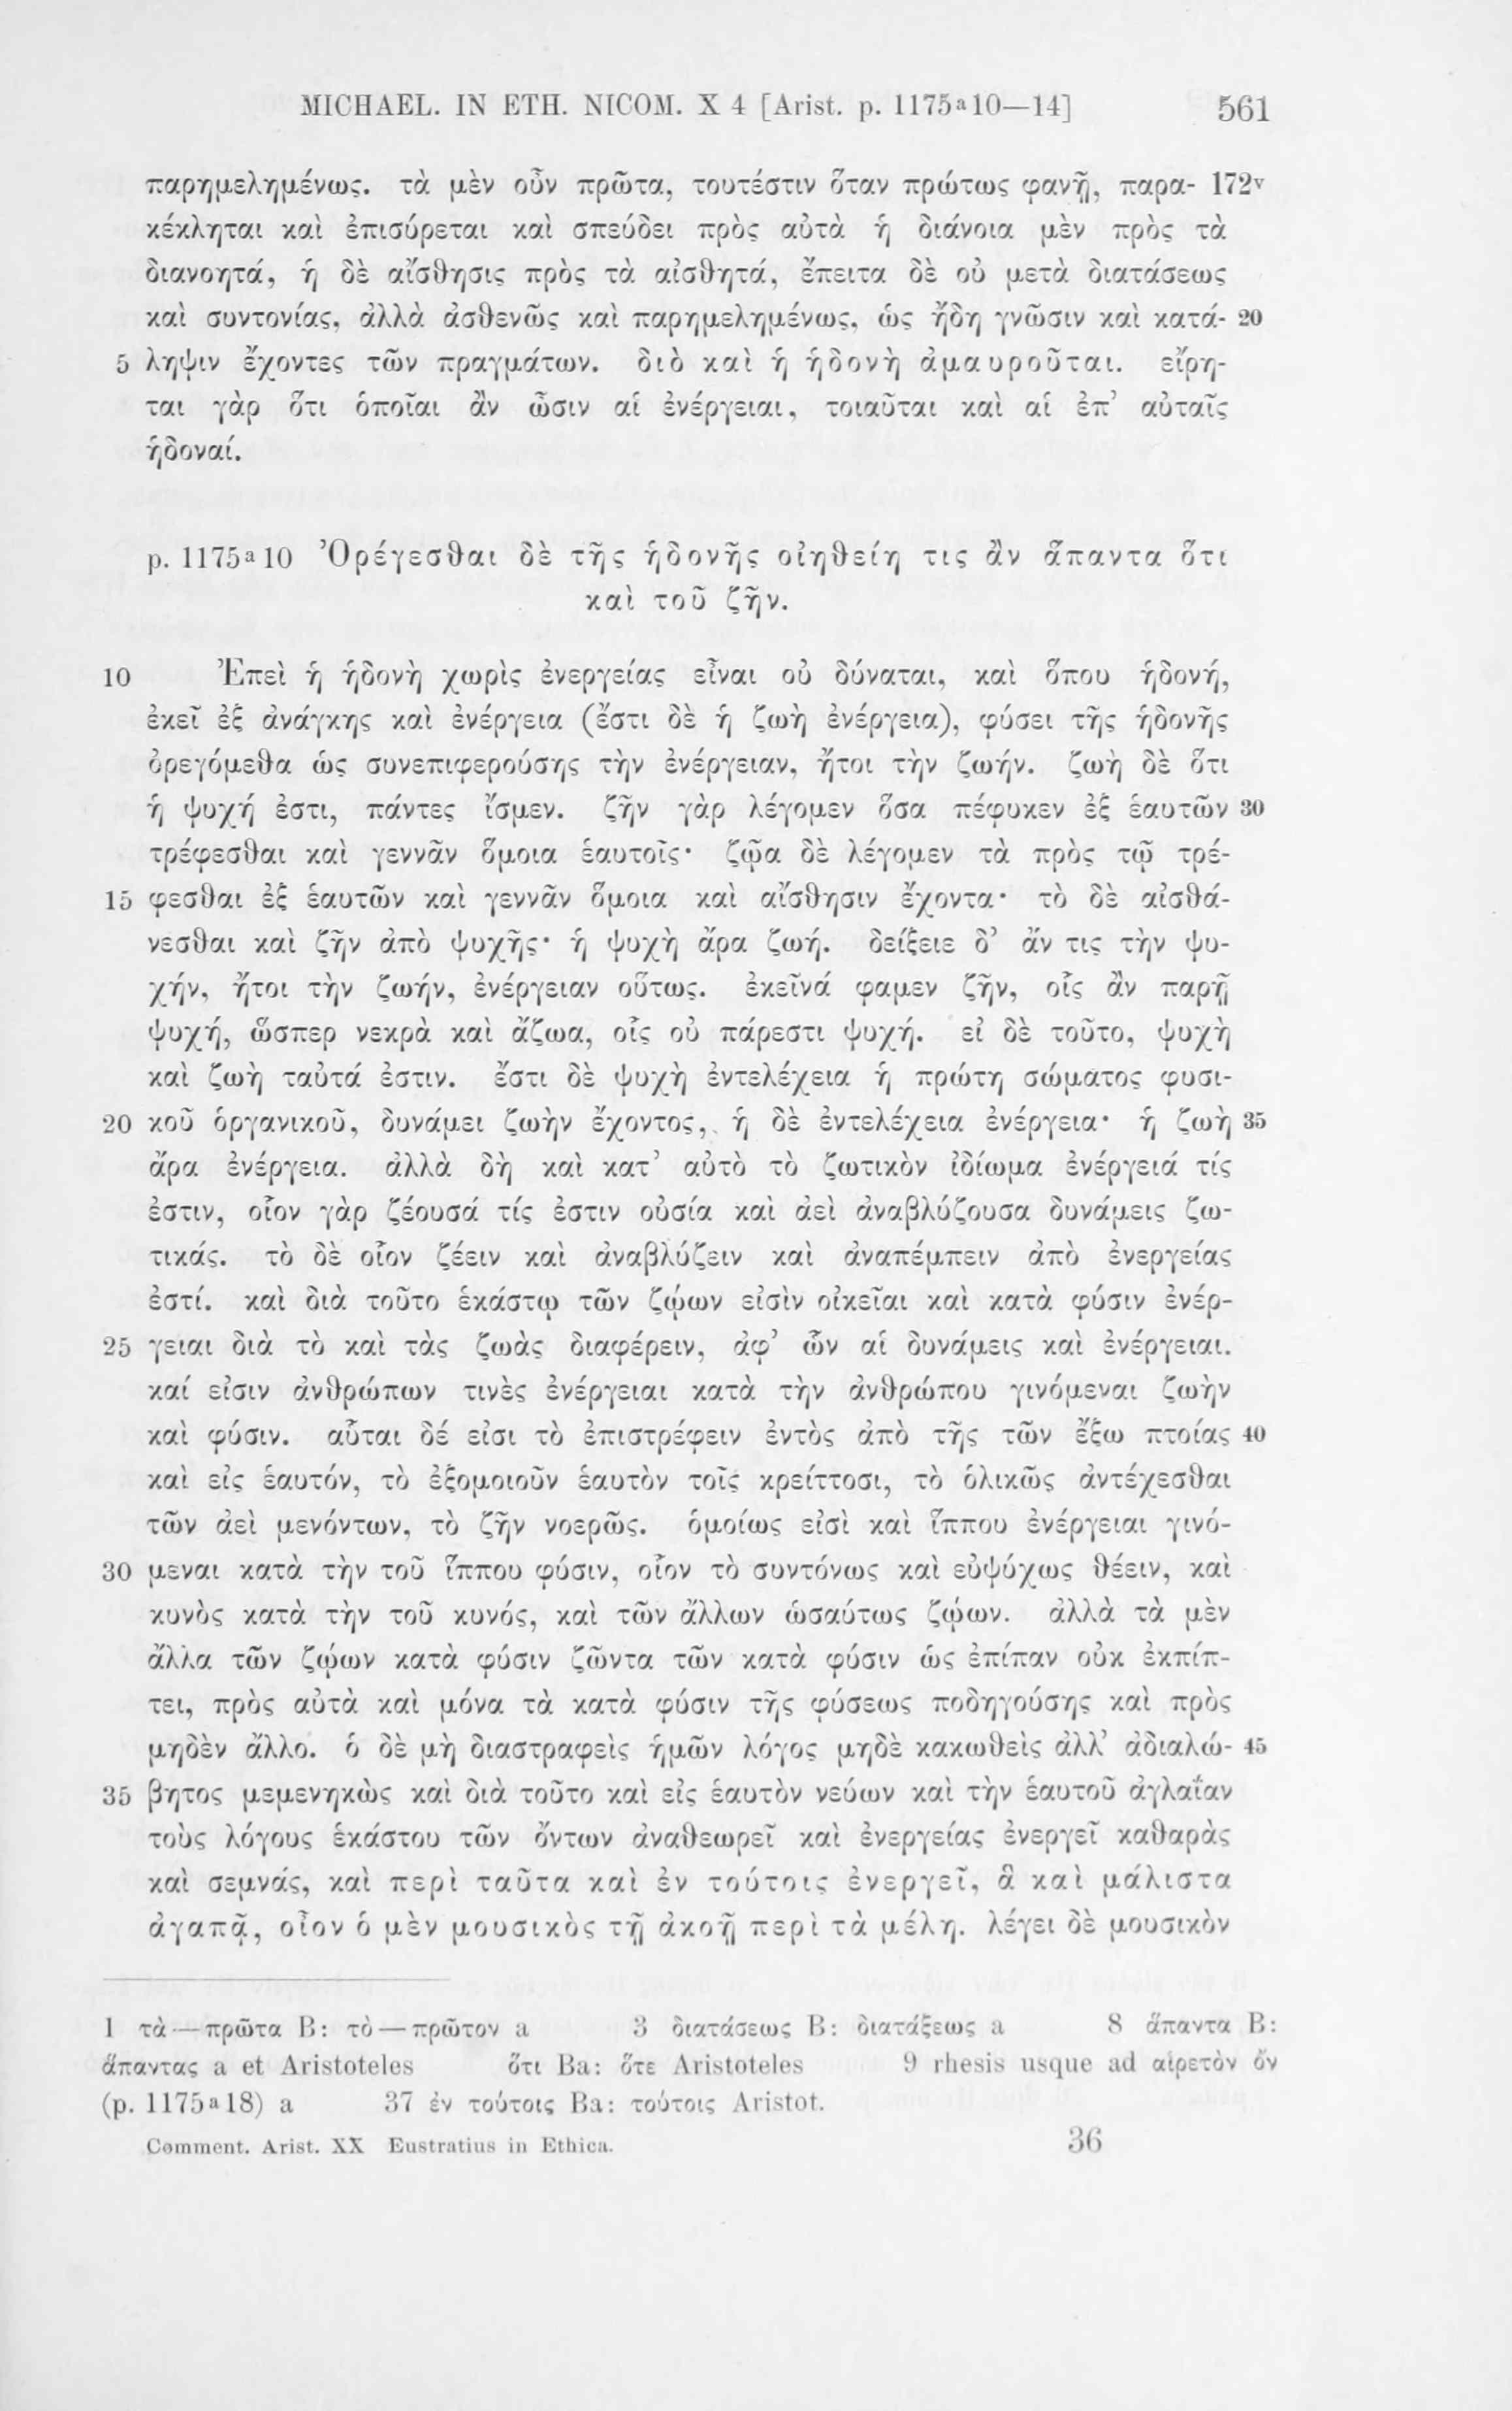 MICHAEL. IN ETH. NICOM. X 4 [Arist. p. 1175ᵃ10—14] 561
παρημελημένως. τὰ μὲν οὖν πρῶτα, τουτέστιν ὅταν πρώτως φανῇ, παρα- 172ᵛ
κέκληται καὶ ἐπισύρεται καὶ σπεύδει πρὸς αὐτὰ ἡ διάνοια μὲν πρὸς τὰ
διανοητά, ἡ δὲ αἴσθησις πρὸς τὰ αἰσθητά, ἔπειτα δὲ οὐ μετὰ διατάσεως
καὶ συντονίας, ἀλλὰ ἀσθενῶς καὶ παρημελημένως, ὡς ἤδη γνῶσιν καὶ κατά- 20
5 ληψιν ἔχοντες τῶν πραγμάτων. διὸ καὶ ἡ ἡδονὴ ἀμαυροῦται. εἴρη-
ται γὰρ ὅτι ὁποῖαι ἂν ὦσιν αἱ ἐνέργειαι, τοιαῦται καὶ αἱ ἐπ’ αὐταῖς
ἡδοναί.
p. 1175ᵃ10 Ὀρέγεσθαι δὲ τῆς ἡδονῆς οἰηθείη τις ἂν ἅπαντα ὅτι
καὶ τοῦ ζῆν.
10 Ἐπεὶ ἡ ἡδονὴ χωρὶς ἐνεργείας εἶναι οὐ δύναται, καὶ ὅπου ἡδονή,
ἐκεῖ ἐξ ἀνάγκης καὶ ἐνέργεια (ἔστι δὲ ἡ ζωὴ ἐνέργεια), φύσει τῆς ἡδονῆς
ὀρεγόμεθα ὡς συνεπιφερούσης τὴν ἐνέργειαν, ἤτοι τὴν ζωήν. ζωὴ δὲ ὅτι
ἡ ψυχή ἐστι, πάντες ἴσμεν. ζῆν γὰρ λέγομεν ὅσα πέφυκεν ἐξ ἑαυτῶν 30
τρέφεσθαι καὶ γεννᾶν ὅμοια ἑαυτοῖς· ζῷα δὲ λέγομεν τὰ πρὸς τῷ τρέ-
15 φεσθαι ἐξ ἑαυτῶν καὶ γεννᾶν ὅμοια καὶ αἴσθησιν ἔχοντα· τὸ δὲ αἰσθά-
νεσθαι καὶ ζῆν ἀπὸ ψυχῆς· ἡ ψυχὴ ἄρα ζωή. δείξειε δ’ ἄν τις τὴν ψυ-
χήν, ἤτοι τὴν ζωήν, ἐνέργειαν οὕτως. ἐκεῖνά φαμεν ζῆν, οἷς ἂν παρῇ
ψυχή, ὥσπερ νεκρὰ καὶ ἄζωα, οἷς οὐ πάρεστι ψυχή. εἰ δὲ τοῦτο, ψυχὴ
καὶ ζωὴ ταὐτά ἐστιν. ἔστι δὲ ψυχὴ ἐντελέχεια ἡ πρώτη σώματος φυσι-
20 κοῦ ὀργανικοῦ, δυνάμει ζωὴν ἔχοντος, ἡ δὲ ἐντελέχεια ἐνέργεια· ἡ ζωὴ 35
ἄρα ἐνέργεια. ἀλλὰ δὴ καὶ κατ’ αὐτὸ τὸ ζωτικὸν ἰδίωμα ἐνέργειά τίς
ἐστιν, οἷον γὰρ ζέουσά τίς ἐστιν οὐσία καὶ ἀεὶ ἀναβλύζουσα δυνάμεις ζω-
τικάς. τὸ δὲ οἷον ζέειν καὶ ἀναβλύζειν καὶ ἀναπέμπειν ἀπὸ ἐνεργείας
ἐστί. καὶ διὰ τοῦτο ἑκάστῳ τῶν ζῴων εἰσὶν οἰκεῖαι καὶ κατὰ φύσιν ἐνέρ-
25 γειαι διὰ τὸ καὶ τὰς ζωὰς διαφέρειν, ἀφ’ ὧν αἱ δυνάμεις καὶ ἐνέργειαι.
καί εἰσιν ἀνθρώπων τινὲς ἐνέργειαι κατὰ τὴν ἀνθρώπου γινόμεναι ζωὴν
καὶ φύσιν. αὗται δέ εἰσι τὸ ἐπιστρέφειν ἐντὸς ἀπὸ τῆς τῶν ἔξω πτοίας 40
καὶ εἰς ἑαυτόν, τὸ ἐξομοιοῦν ἑαυτὸν τοῖς κρείττοσι, τὸ ὁλικῶς ἀντέχεσθαι
τῶν ἀεὶ μενόντων, τὸ ζῆν νοερῶς. ὁμοίως εἰσὶ καὶ ἵππου ἐνέργειαι γινό-
30 μεναι κατὰ τὴν τοῦ ἵππου φύσιν, οἷον τὸ συντόνως καὶ εὐψύχως θέειν, καὶ
κυνὸς κατὰ τὴν τοῦ κυνός, καὶ τῶν ἄλλων ὡσαύτως ζῴων. ἀλλὰ τὰ μὲν
ἄλλα τῶν ζῴων κατὰ φύσιν ζῶντα τῶν κατὰ φύσιν ὡς ἐπίπαν οὐκ ἐκπίπ-
τει, πρὸς αὐτὰ καὶ μόνα τὰ κατὰ φύσιν τῆς φύσεως ποδηγούσης καὶ πρὸς
μηδὲν ἄλλο. ὁ δὲ μὴ διαστραφεὶς ἡμῶν λόγος μηδὲ κακωθεὶς ἀλλ’ ἀδιαλώ- 45
35 βητος μεμενηκὼς καὶ διὰ τοῦτο καὶ εἰς ἑαυτὸν νεύων καὶ τὴν ἑαυτοῦ ἀγλαΐαν
τοὺς λόγους ἑκάστου τῶν ὄντων ἀναθεωρεῖ καὶ ἐνεργείας ἐνεργεῖ καθαρὰς
καὶ σεμνάς, καὶ περὶ ταῦτα καὶ ἐν τούτοις ἐνεργεῖ, ἃ καὶ μάλιστα
ἀγαπᾷ, οἷον ὁ μὲν μουσικὸς τῇ ἀκοῇ περὶ τὰ μέλη. λέγει δὲ μουσικὸν
1 τὰ—πρῶτα B: τὸ—πρῶτον a 3 διατάσεως B: διατάξεως a 8 ἅπαντα B:
ἅπαντας a et Aristoteles ὅτι Ba: ὅτε Aristoteles 9 rhesis usque ad αἱρετὸν ὄν
(p. 1175ᵃ18) a 37 ἐν τούτοις Ba: τούτοις Aristot.
Comment. Arist. XX Eustratius in Ethica. 36